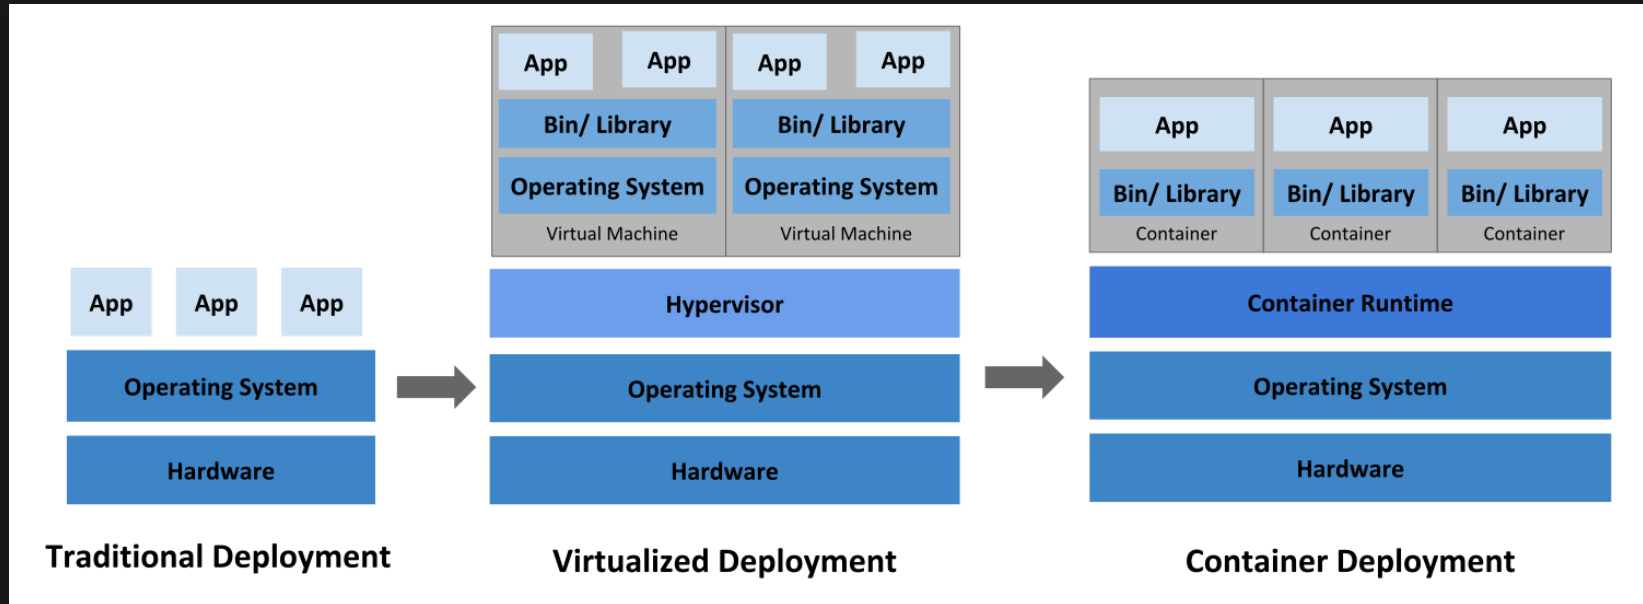 App
App
App
Operating System
Hardware
Traditional Deployment
App
App
Bin/ Library
Operating System
Virtual Machine
App
App
Bin/ Library
Operating System
Virtual Machine
Hypervisor
Operating System
Hardware
Virtualized Deployment
App
Bin/ Library
Container
App
Bin/ Library
Container
App
Bin/ Library
Container
Container Runtime
Operating System
Hardware
Container Deployment